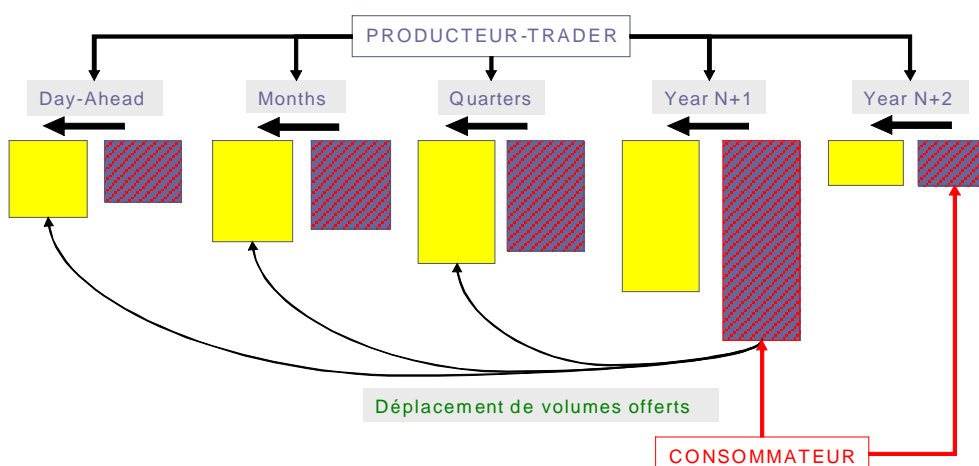 PRODUCTEUR-TRADER
Day-Ahead
Months
Quarters
Year N+1
Year N+2
Déplacement de volumes offerts
CONSOMMATEUR